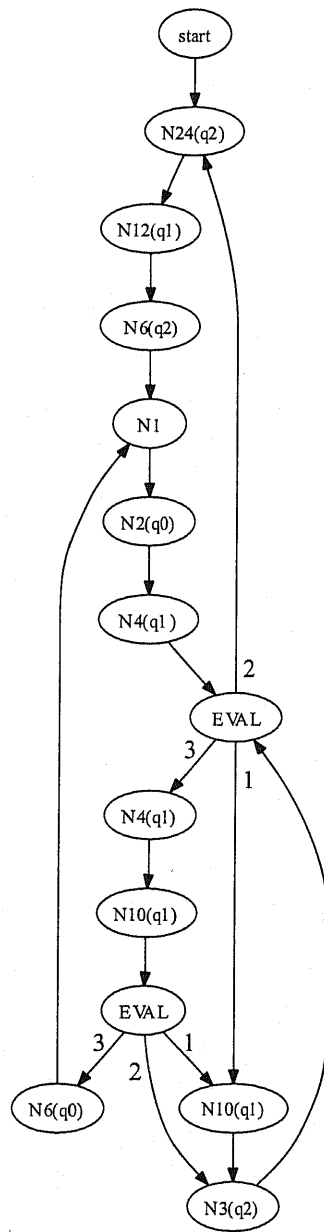 start
N24(q2)
N12(q1)
N6(q2)
N1
N2(q0)
N4(q1)
2
EVAL
3
1
N4(q1)
N10(q1)
EVAL
3
1
2
N6(q0)
N10(q1)
N3(q2)